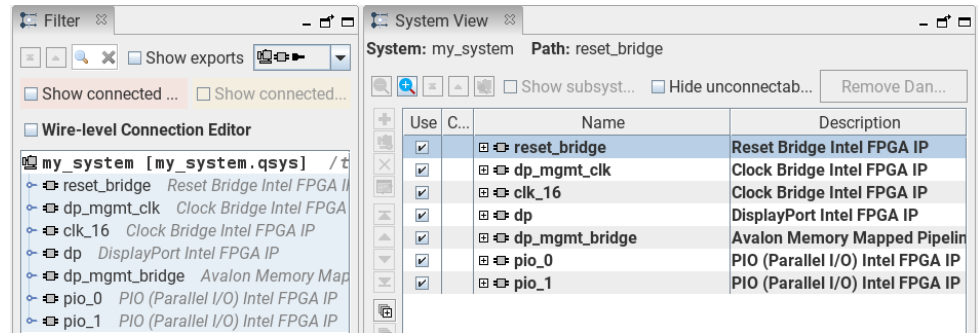 Filter
Show exports
Show connected ...
Show connected...
Wire-level Connection Editor
my_system [my_system.qsys] /t
reset_bridge Reset Bridge Intel FPGA II
dp_mgmt_clk Clock Bridge Intel FPGA
clk_16 Clock Bridge Intel FPGA IP
dp DisplayPort Intel FPGA IP
dp_mgmt_bridge Avalon Memory Map
pio_0 PIO (Parallel I/O) Intel FPGA IP
pio_1 PIO (Parallel I/O) Intel FPGA IP
System View
System: my_system Path: reset_bridge
Show subsyst... Hide unconnectab... Remove Dan...
Use C... Name Description
reset_bridge Reset Bridge Intel FPGA IP
dp_mgmt_clk Clock Bridge Intel FPGA IP
clk_16 Clock Bridge Intel FPGA IP
dp DisplayPort Intel FPGA IP
dp_mgmt_bridge Avalon Memory Mapped Pipelin
pio_0 PIO (Parallel I/O) Intel FPGA IP
pio_1 PIO (Parallel I/O) Intel FPGA IP